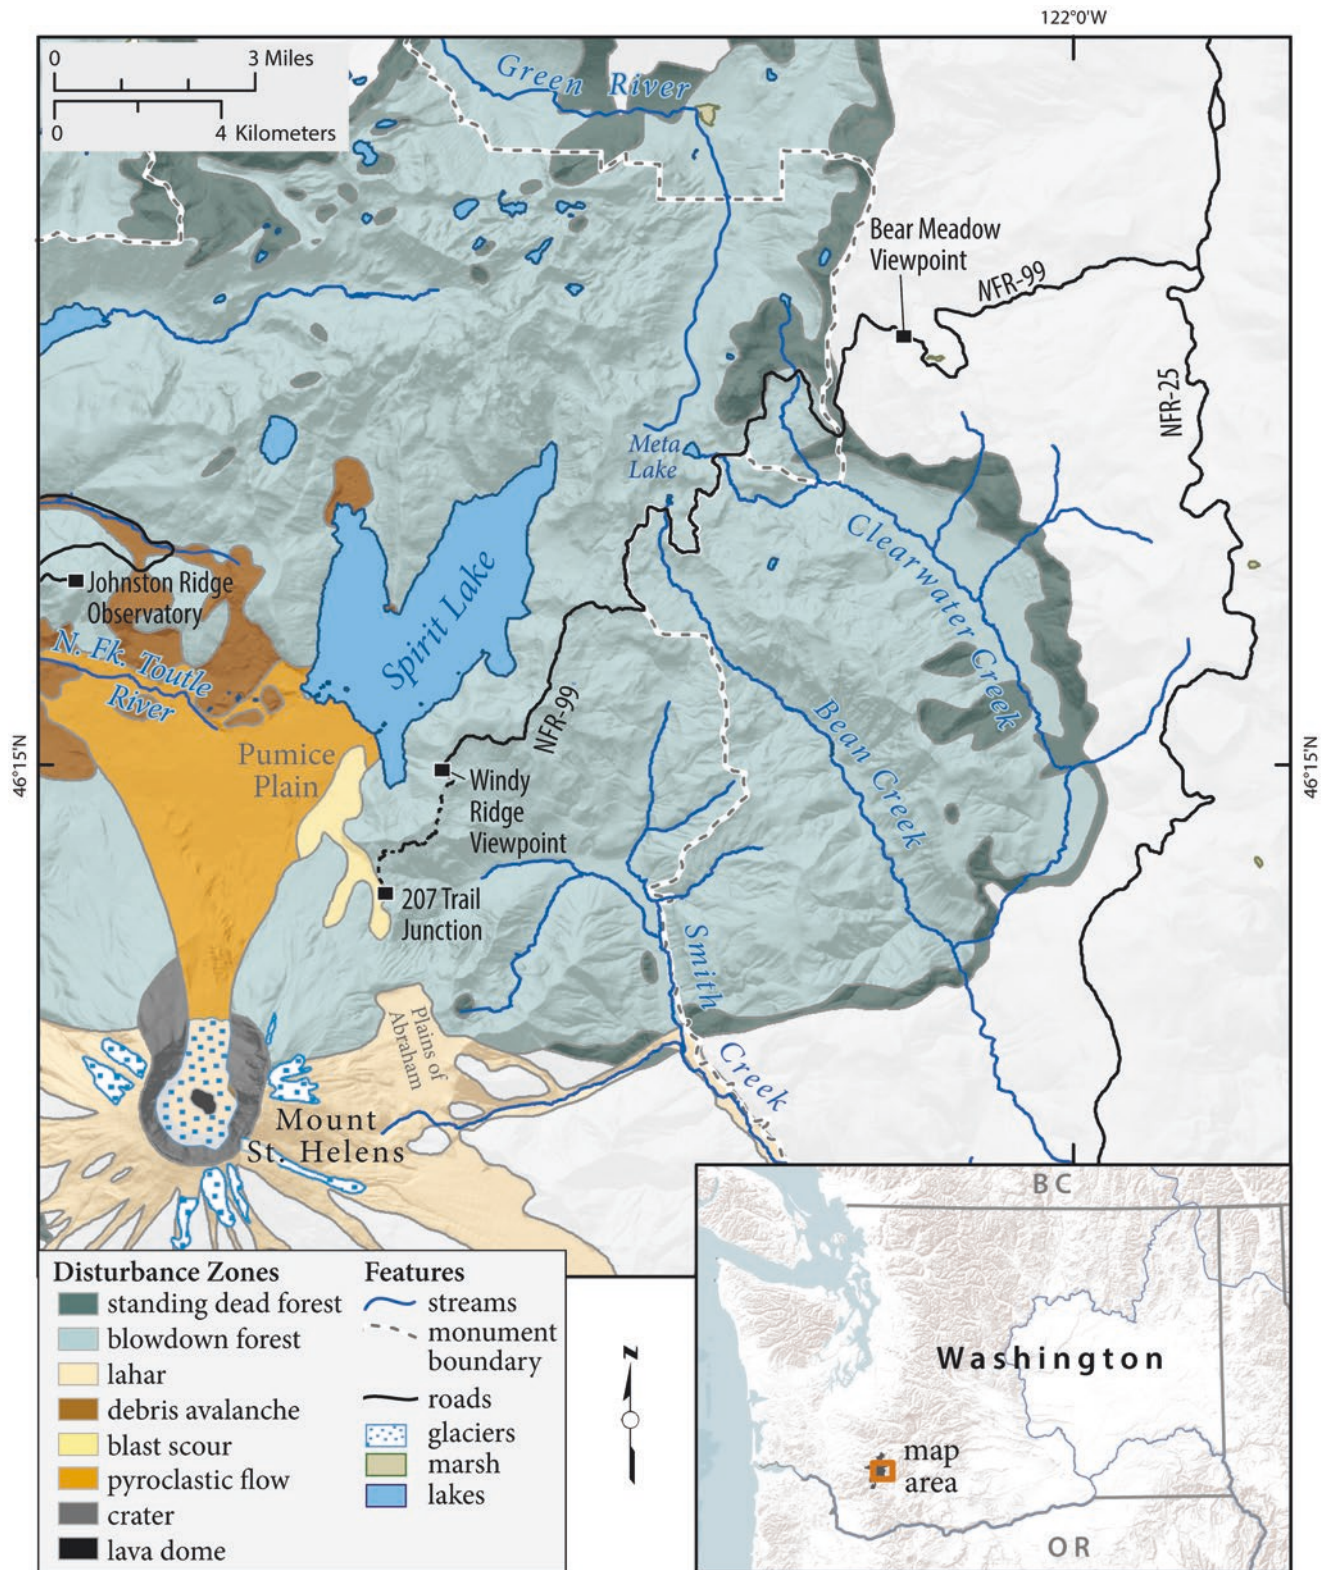 122°0'W
0 3 Miles
0 4 Kilometers
Green River
Bear Meadow
Viewpoint
NFR-99
NFR-25
Meta
Lake
Clearwater Creek
Johnston Ridge
Observatory
Spirit Lake
N. Fk. Toutle
River
NFR-99
Bean Creek
Pumice
Plain
46°15'N
46°15'N
Windy
Ridge
Viewpoint
207 Trail
Junction
Smith
Creek
Plains of
Abraham
Mount
St. Helens
Disturbance Zones
standing dead forest
blowdown forest
lahar
debris avalanche
blast scour
pyroclastic flow
crater
lava dome
Features
streams
monument
boundary
roads
glaciers
marsh
lakes
N
BC
Washington
map
area
OR